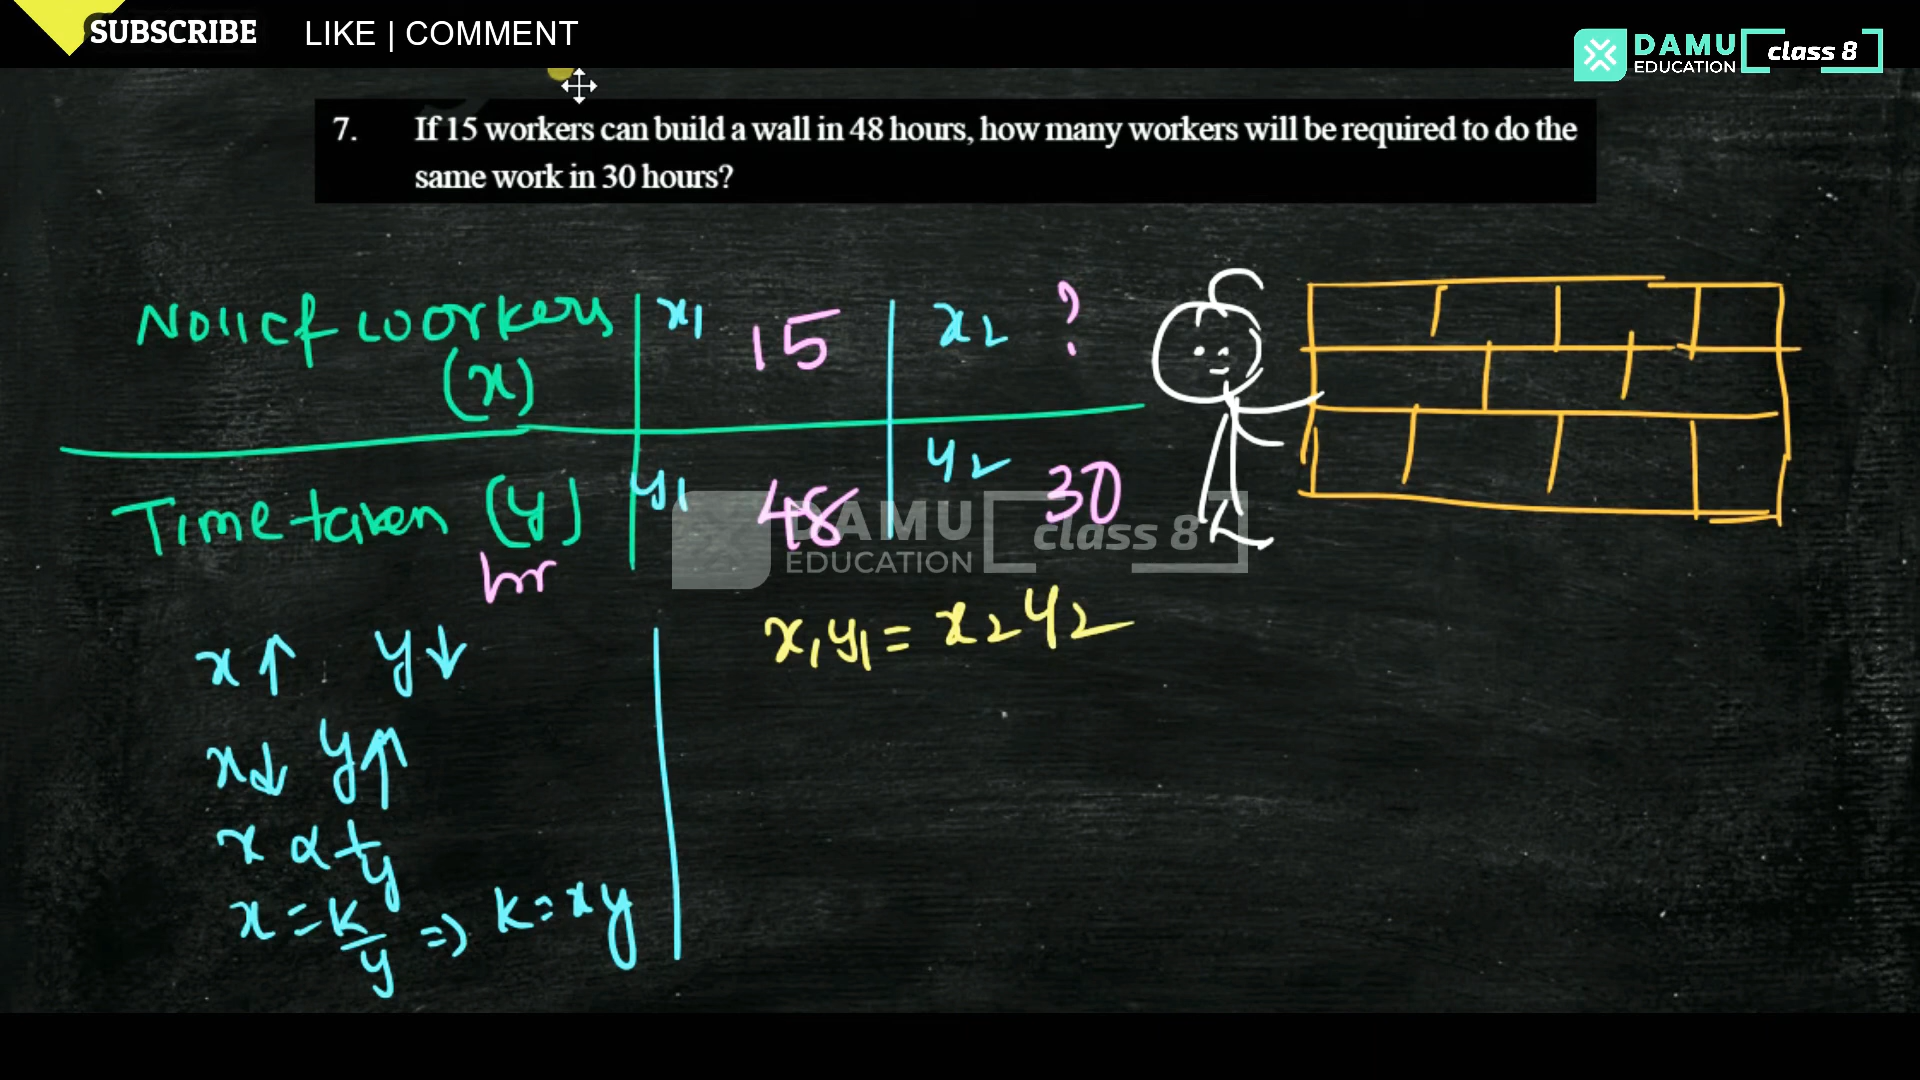 SUBSCRIBE LIKE | COMMENT
DAMU
EDUCATION
class 8
7. If 15 workers can build a wall in 48 hours, how many workers will be required to do the
same work in 30 hours?
No of workers x1 15 x2 ?
(x)
Time taken (y) y1 48 y2 30
hr
DAMU
EDUCATION
class 8
x1y1 = x2y2
x↑ y↓
x↓ y↑
x α 1/y
x = k/y => k = xy